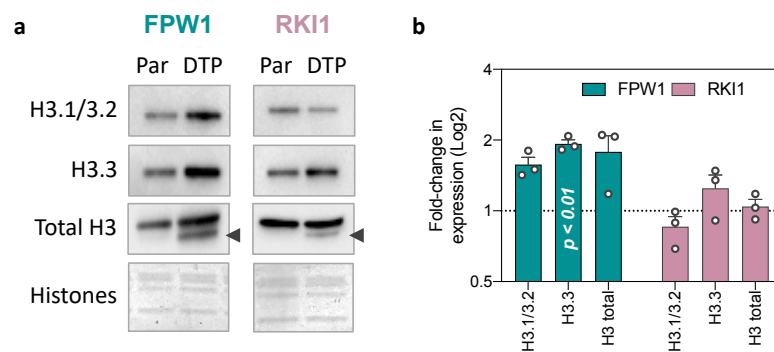 a
FPW1
RKI1
Par DTP
Par DTP
H3.1/3.2
H3.3
Total H3
Histones
b
Fold-change in
expression (Log2)
4
2
1
0.5
FPW1
RKI1
p < 0.01
H3.1/3.2
H3.3
H3 total
H3.1/3.2
H3.3
H3 total